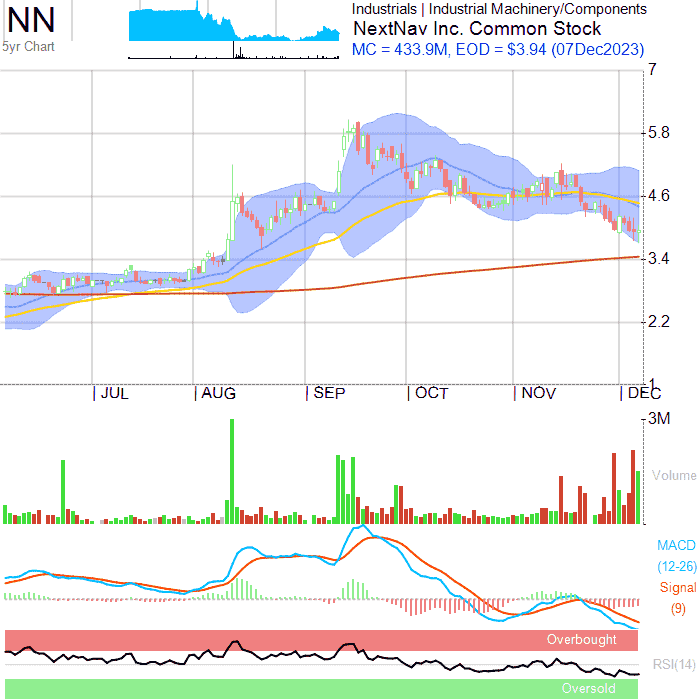 NN
5yr Chart
Industrials | Industrial Machinery/Components
NextNav Inc. Common Stock
MC = 433.9M, EOD = $3.94 (07Dec2023)
7
5.8
4.6
3.4
2.2
1
JUL
AUG
SEP
OCT
NOV
DEC
3M
Volume
MACD
(12-26)
Signal
(9)
Overbought
RSI(14)
Oversold